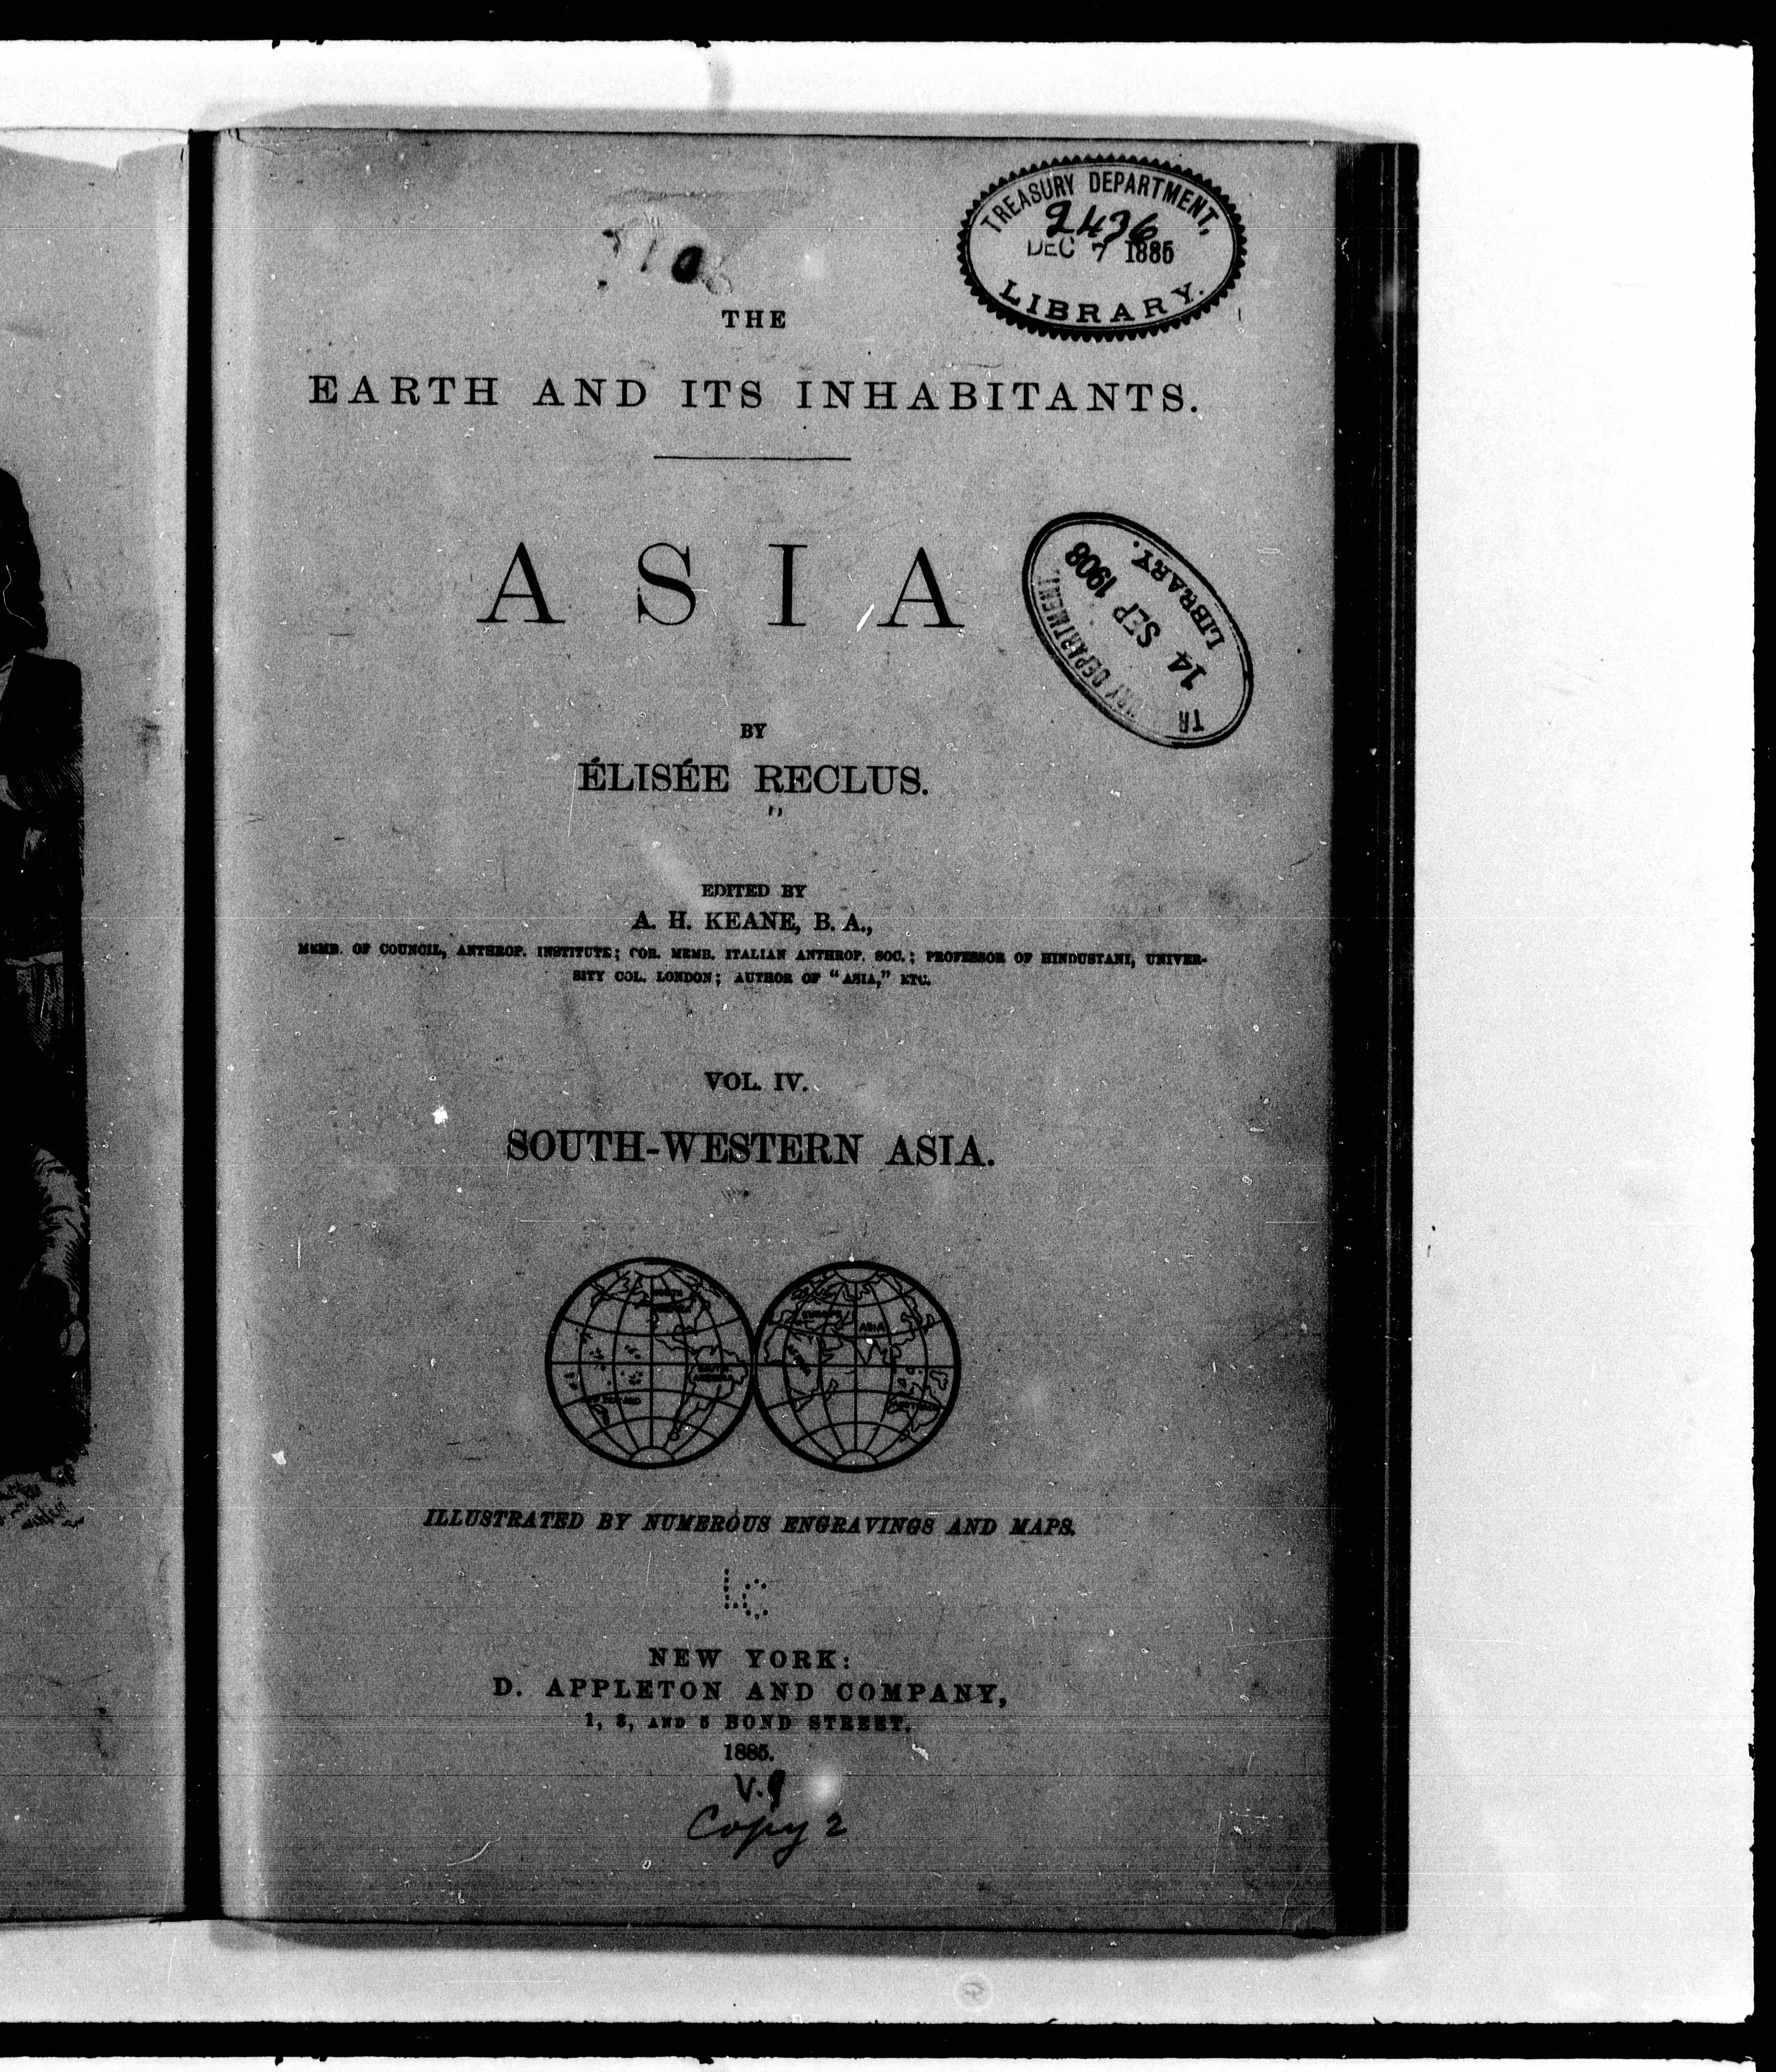 TREASURY DEPARTMENT,
2436
DEC 7 1885
LIBRARY.
THE
EARTH AND ITS INHABITANTS.
ASIA
14 SEP 1908
LIBRARY.
BY
ÉLISÉE RECLUS.
EDITED BY
A. H. KEANE, B. A.,
MEMB. OF COUNCIL, ANTHROP. INSTITUTE; COR. MEMB. ITALIAN ANTHROP. SOC.; PROFESSOR OF HINDUSTANI, UNIVER-
SITY COL. LONDON; AUTHOR OF "ASIA," ETC.
VOL. IV.
SOUTH-WESTERN ASIA.
EUROPE
ASIA
ILLUSTRATED BY NUMEROUS ENGRAVINGS AND MAPS.
LC
NEW YORK:
D. APPLETON AND COMPANY,
1, 3, AND 5 BOND STREET.
1885.
V.9
Copy 2